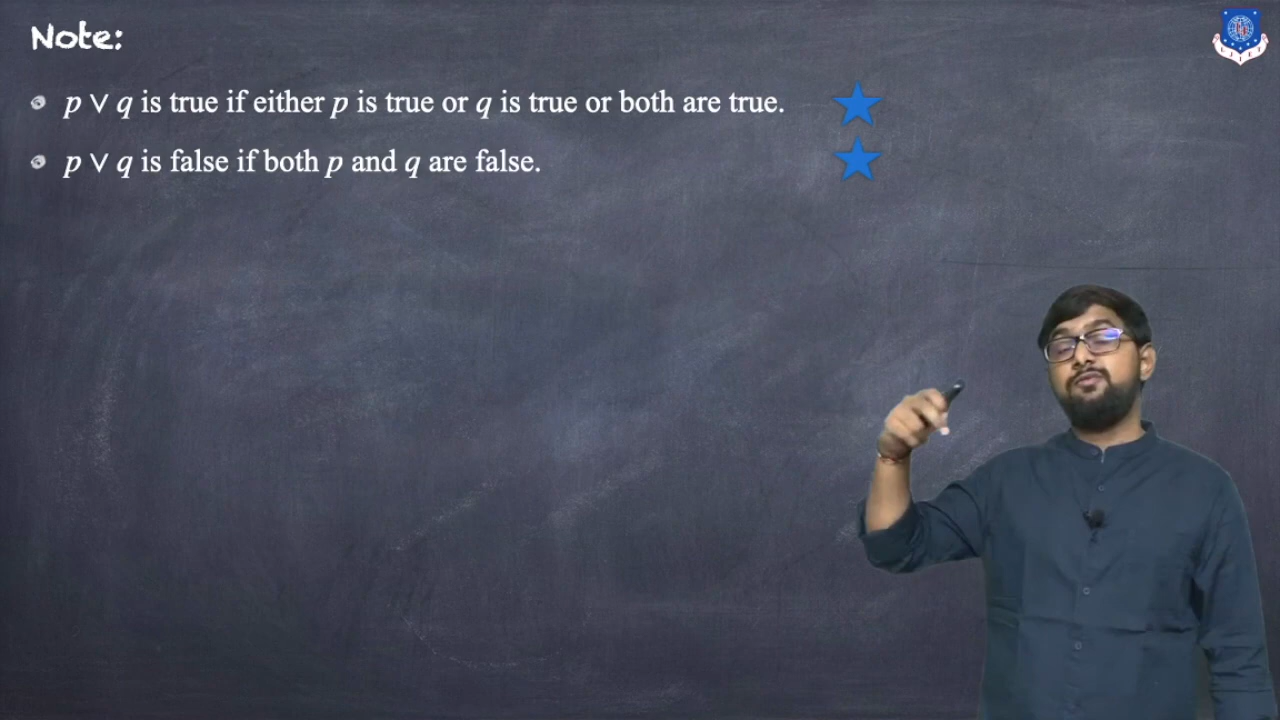 Note:
p ∨ q is true if either p is true or q is true or both are true.
p ∨ q is false if both p and q are false.